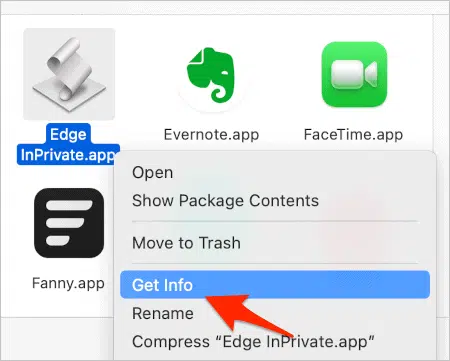 Edge
InPrivate.app
Evernote.app
FaceTime.app
Fanny.app
Open
Show Package Contents
Move to Trash
Get Info
Rename
Compress “Edge InPrivate.app”